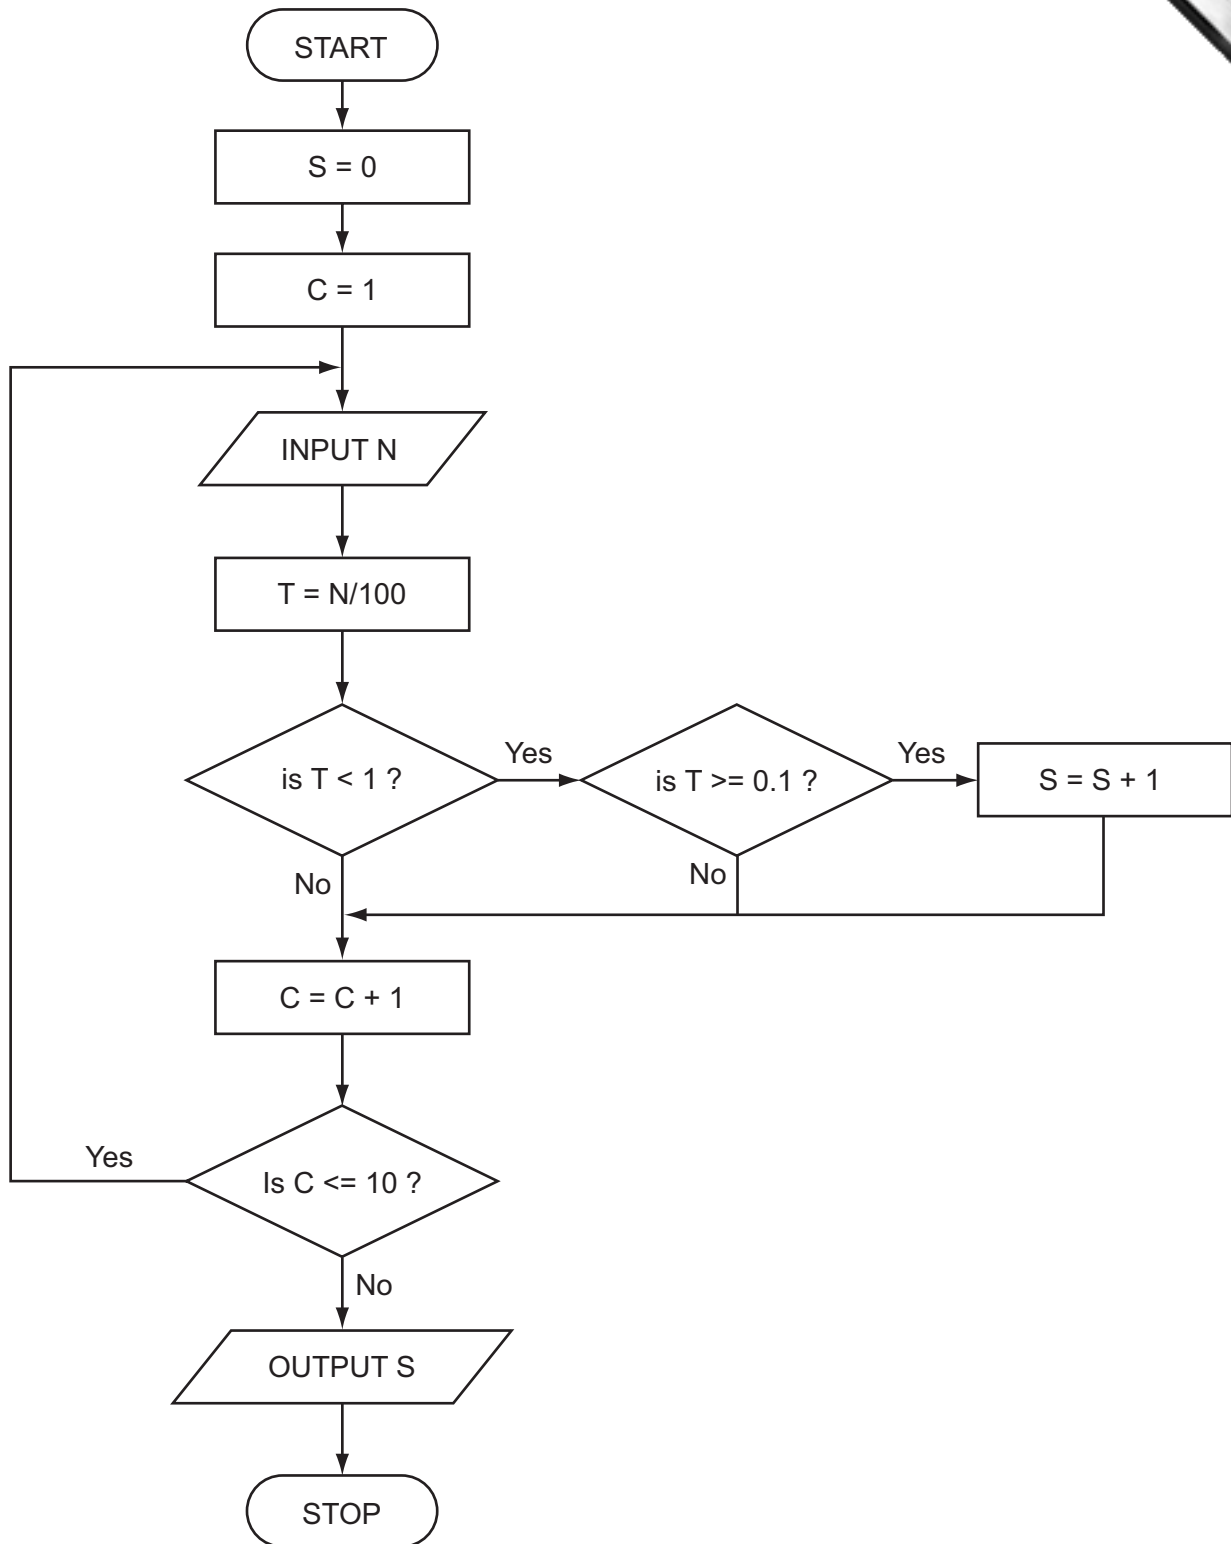 START
S = 0
C = 1
INPUT N
T = N/100
is T < 1 ?
Yes
is T >= 0.1 ?
Yes
S = S + 1
No
No
C = C + 1
Is C <= 10 ?
Yes
No
OUTPUT S
STOP